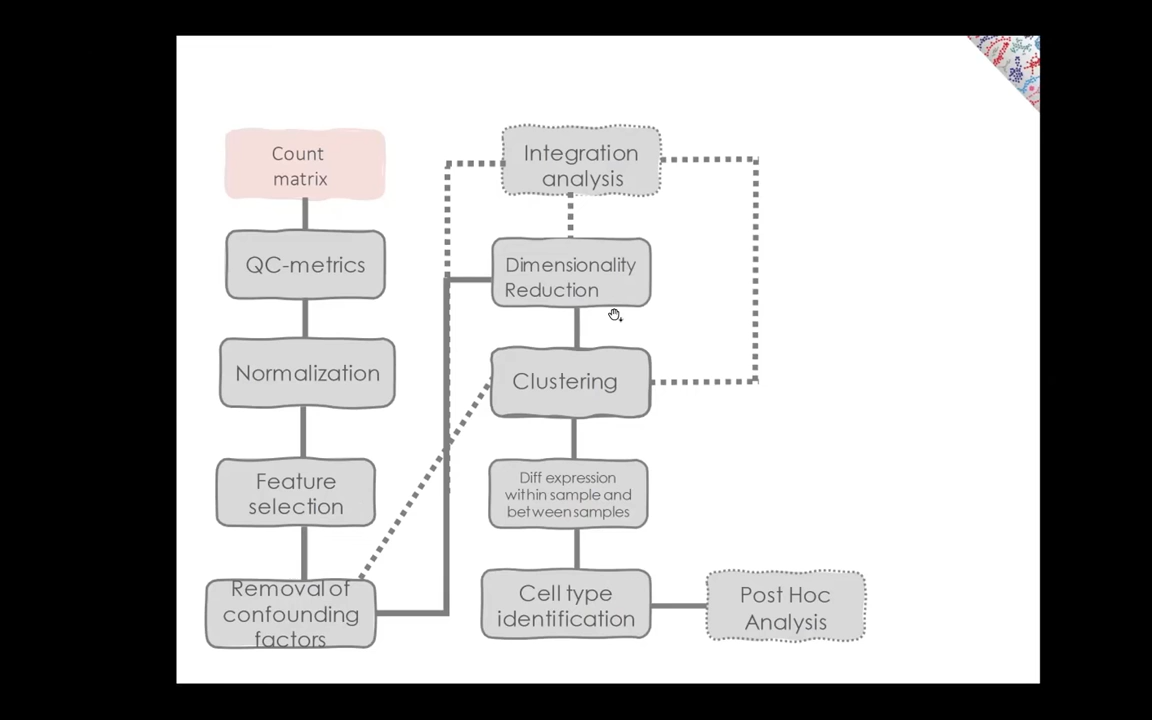 Count
matrix
QC-metrics
Normalization
Feature
selection
Removal of
confounding
factors
Integration
analysis
Dimensionality
Reduction
Clustering
Diff expression
within sample and
between samples
Cell type
identification
Post Hoc
Analysis